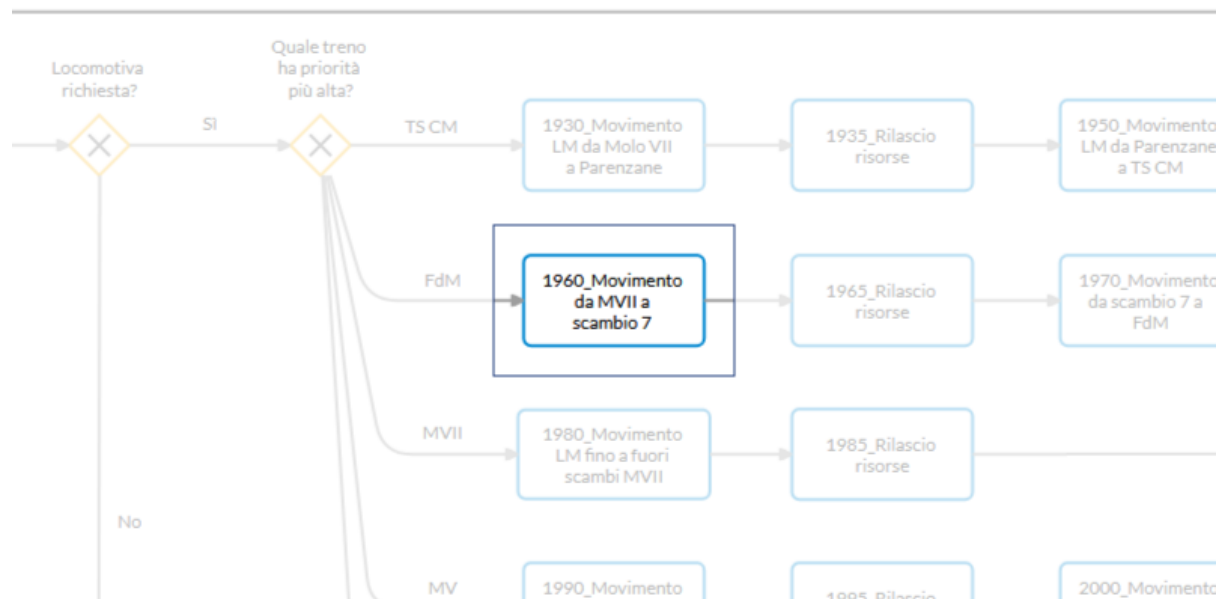 Locomotiva
richiesta?
Quale treno
ha priorità
più alta?
SÌ
TS CM
1930_Movimento
LM da Molo VII
a Parenzane
1935_Rilascio
risorse
1950_Movimento
LM da Parenzane
a TS CM
FdM
1960_Movimento
da MVII a
scambio 7
1965_Rilascio
risorse
1970_Movimento
da scambio 7 a
FdM
MVII
1980_Movimento
LM fino a fuori
scambi MVII
1985_Rilascio
risorse
No
MV
1990_Movimento
1995_Rilascio
2000_Movimento